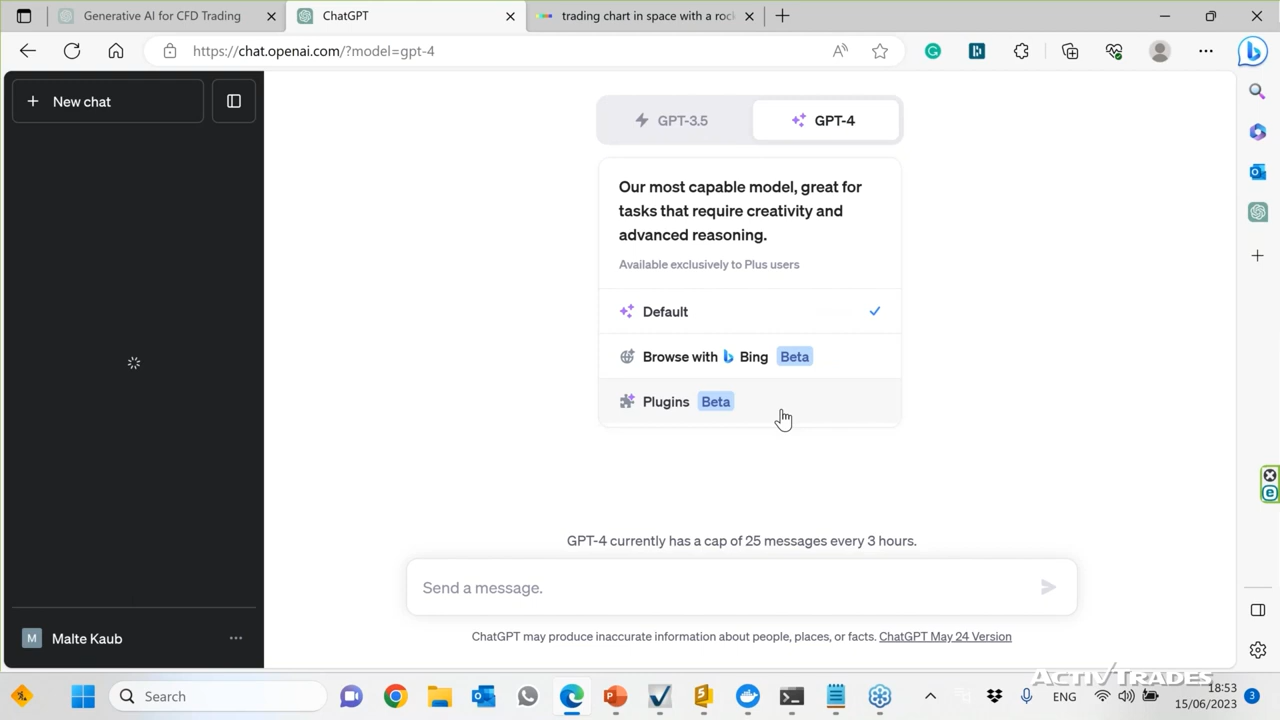 Generative AI for CFD Trading
ChatGPT
trading chart in space with a rock
https://chat.openai.com/?model=gpt-4
New chat
GPT-3.5
GPT-4
Our most capable model, great for
tasks that require creativity and
advanced reasoning.
Available exclusively to Plus users
Default
Browse with Bing Beta
Plugins Beta
GPT-4 currently has a cap of 25 messages every 3 hours.
Send a message.
M Malte Kaub
ChatGPT may produce inaccurate information about people, places, or facts. ChatGPT May 24 Version
ACTIVTRADES
Search
ENG
18:53
15/06/2023
3